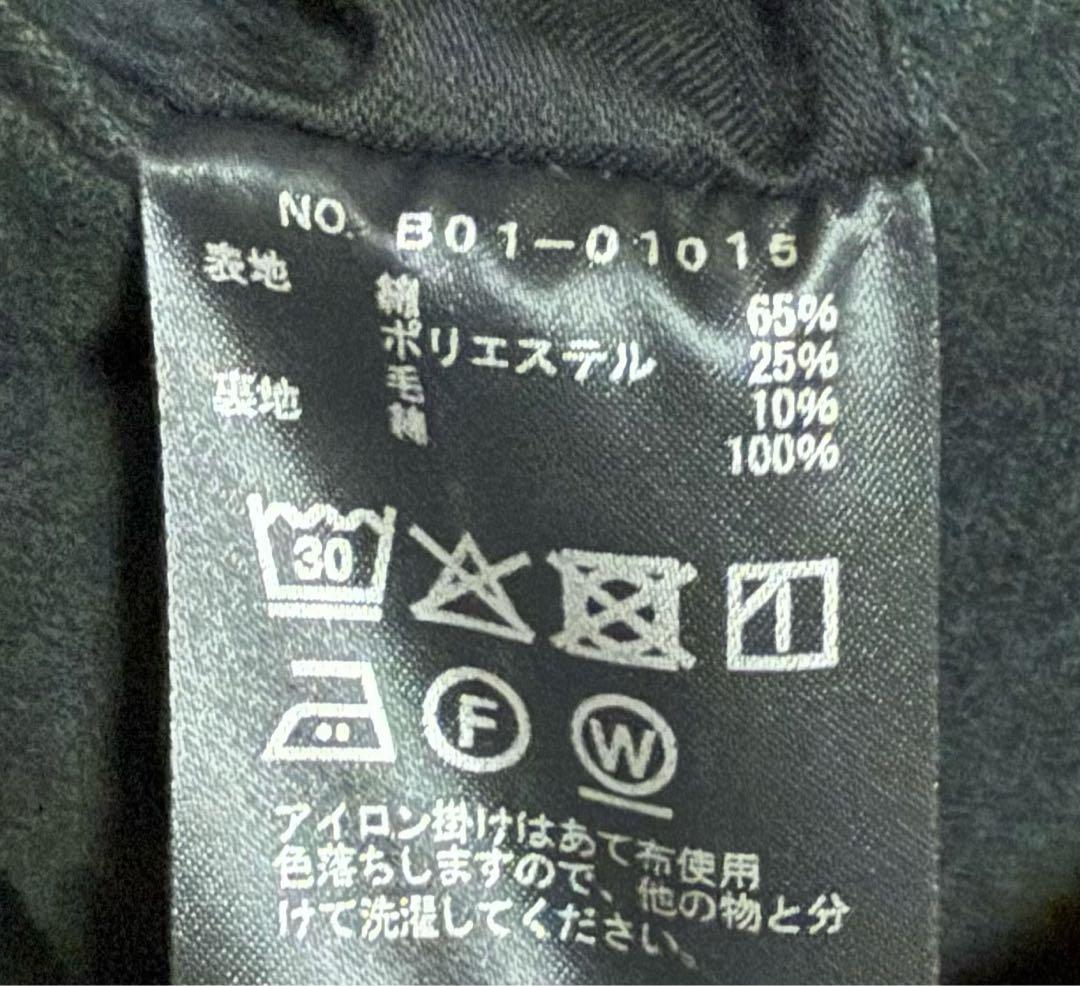 NO. B01-01015
表地 綿 65%
ポリエステル 25%
毛 10%
裏地 綿 100%
30
F W
アイロン掛けはあて布使用
色落ちしますので、他の物と分
けて洗濯してください。